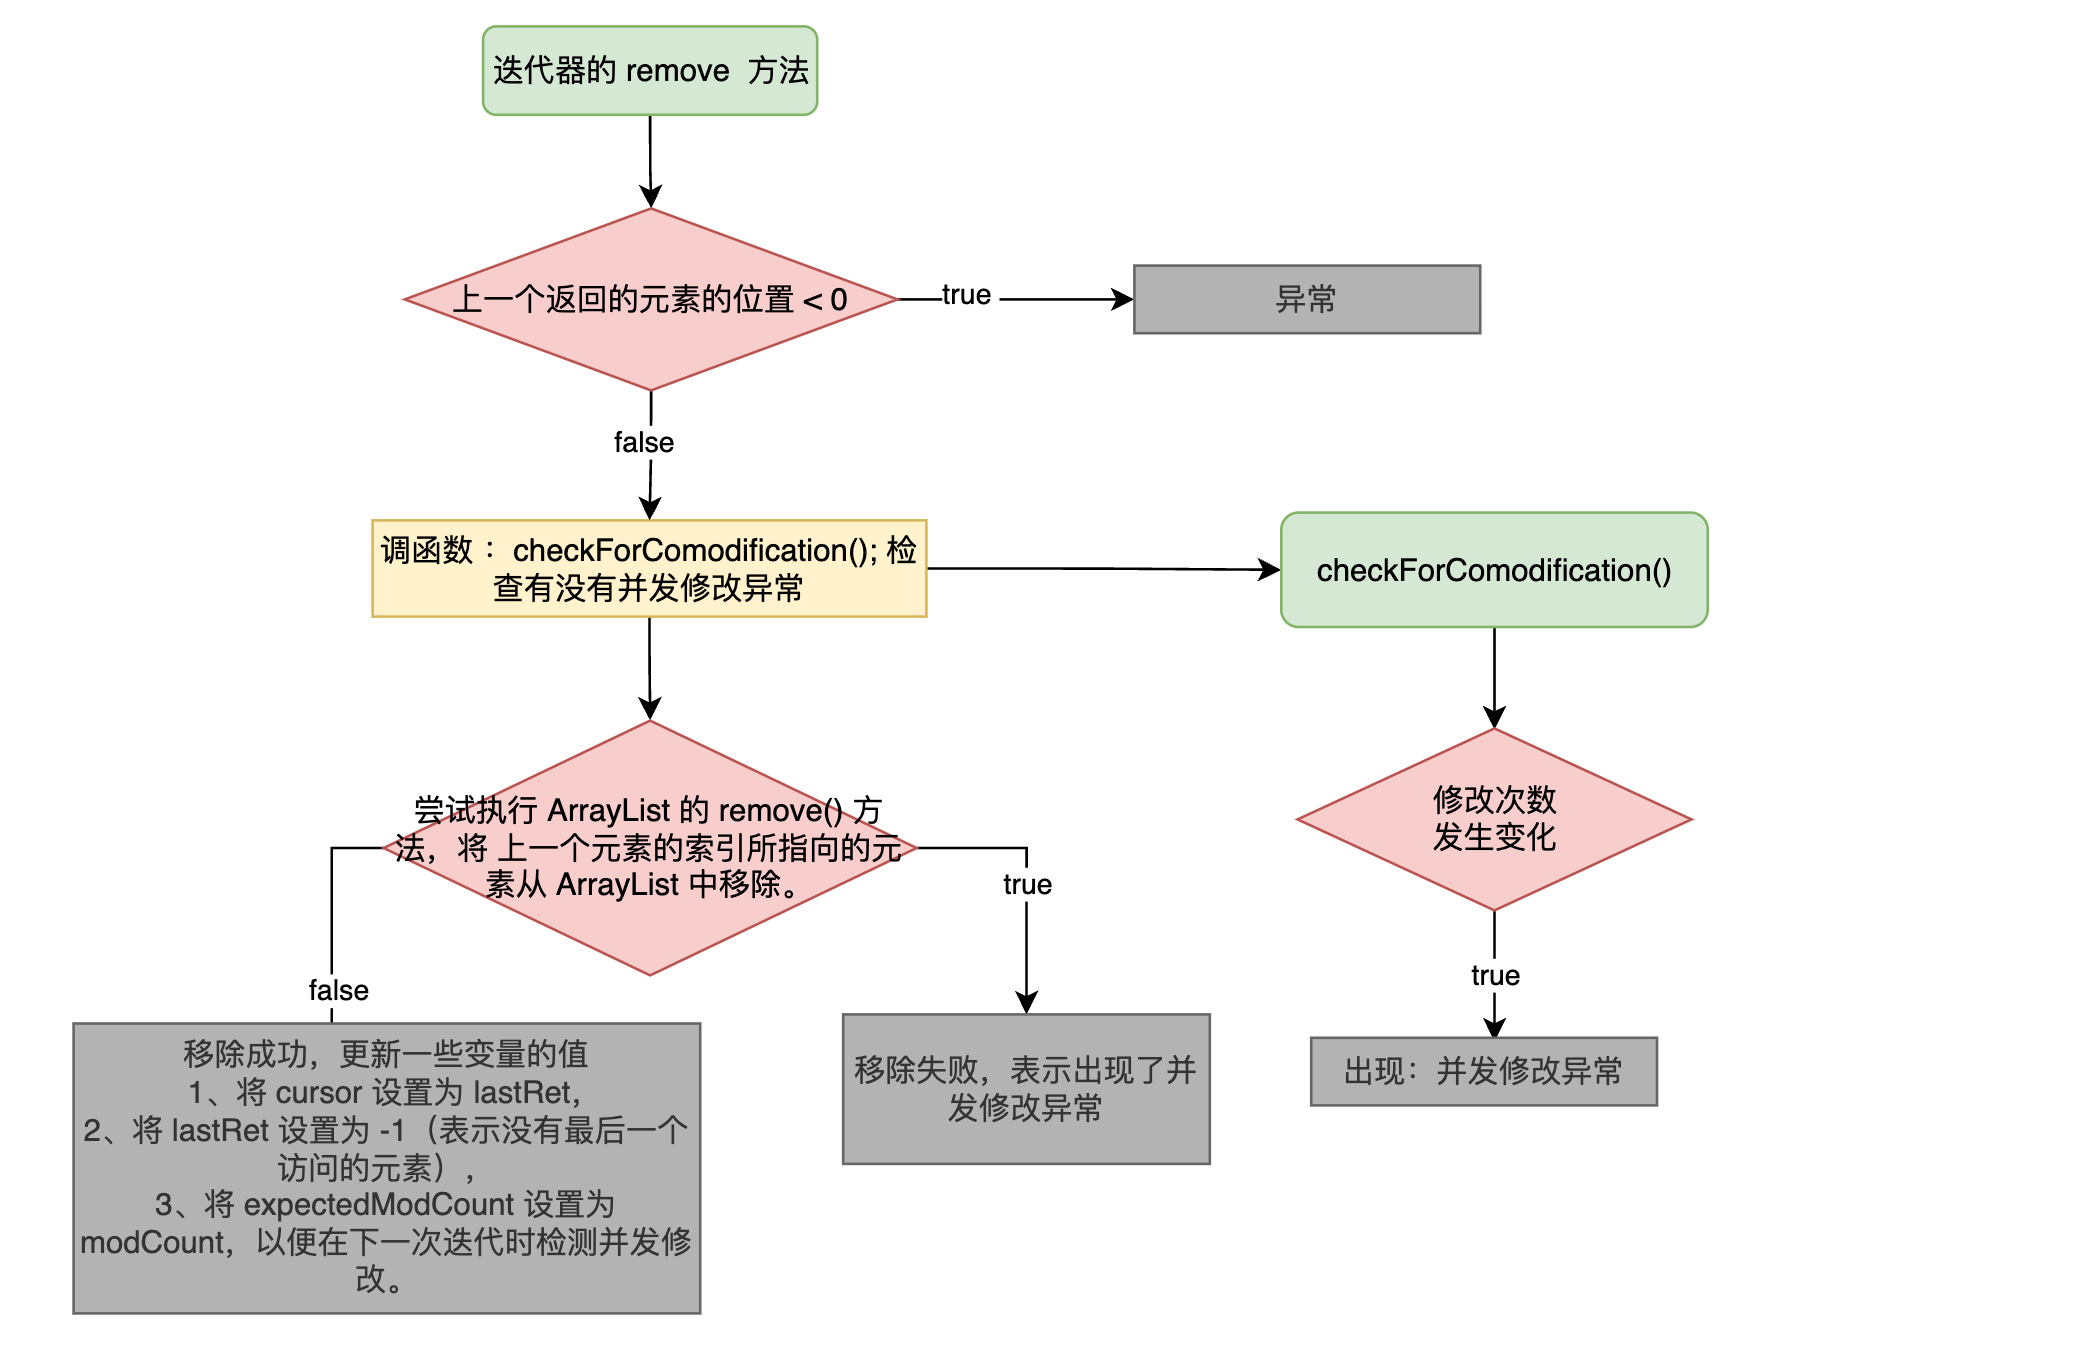 迭代器的 remove  方法
上一个返回的元素的位置 < 0
true
异常
false
调函数： checkForComodification(); 检
查有没有并发修改异常
checkForComodification()
尝试执行 ArrayList 的 remove() 方
法，将 上一个元素的索引所指向的元
素从 ArrayList 中移除。
修改次数
发生变化
true
false
true
移除成功，更新一些变量的值
1、将 cursor 设置为 lastRet，
2、将 lastRet 设置为 -1（表示没有最后一个
访问的元素），
3、将 expectedModCount 设置为
modCount，以便在下一次迭代时检测并发修
改。
移除失败，表示出现了并
发修改异常
出现：并发修改异常